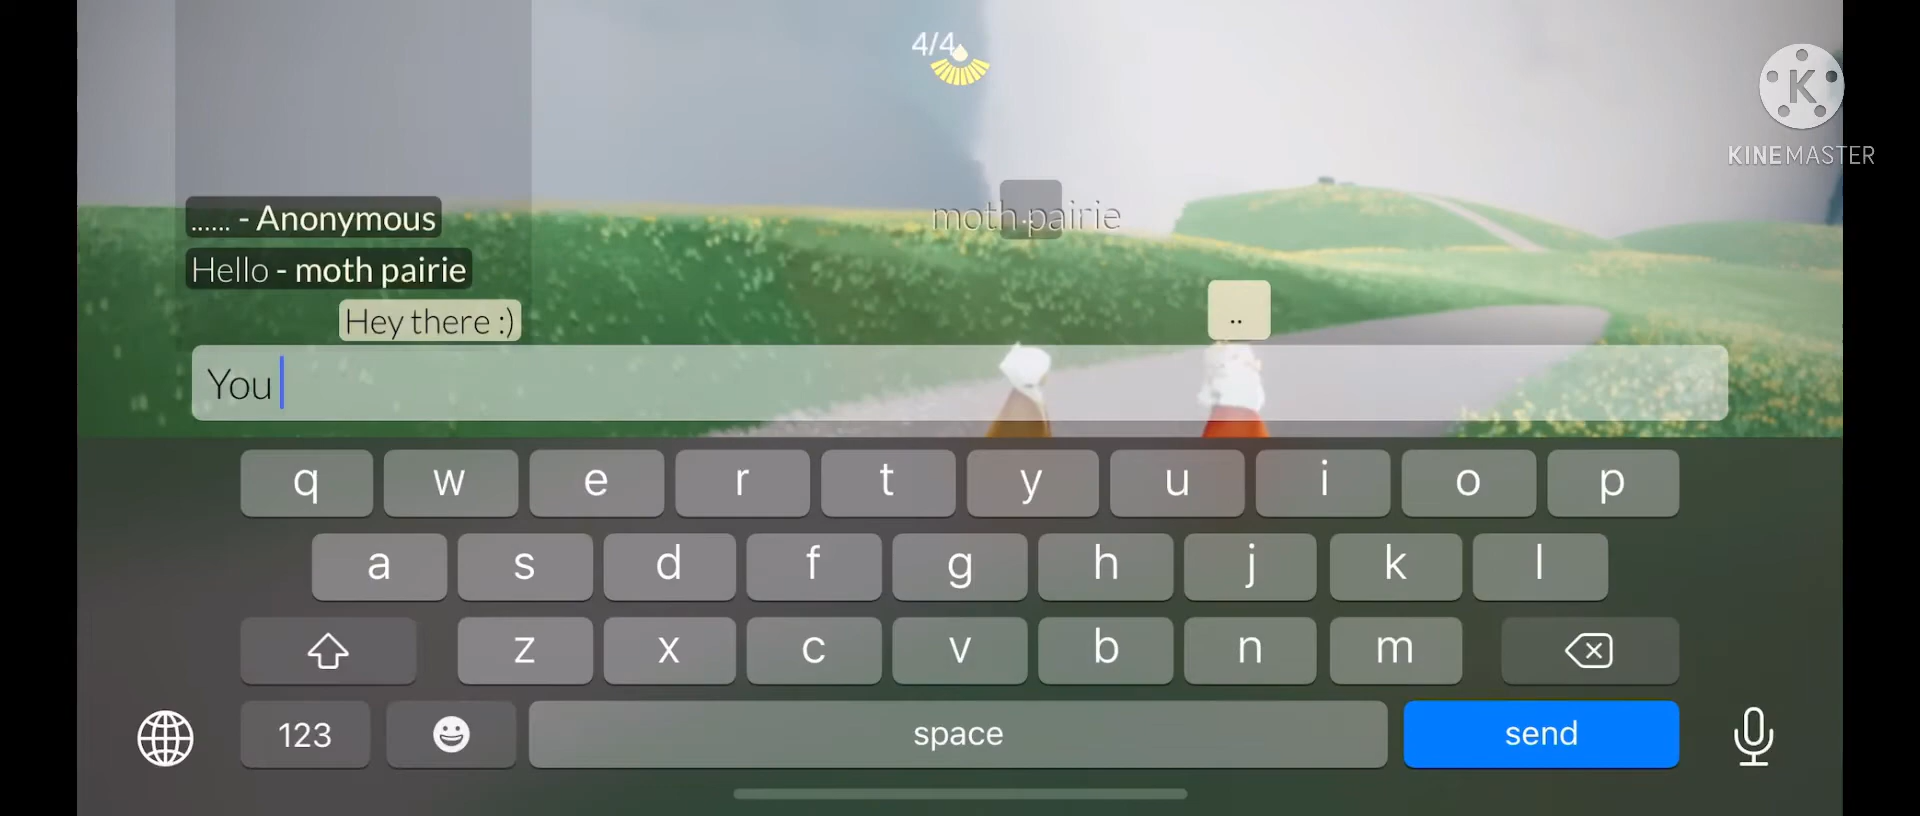 4/4
KINEMASTER
...... - Anonymous
moth pairie
Hello - moth pairie
Hey there :)
..
You
q w e r t y u i o p
a s d f g h j k l
z x c v b n m
123 space send